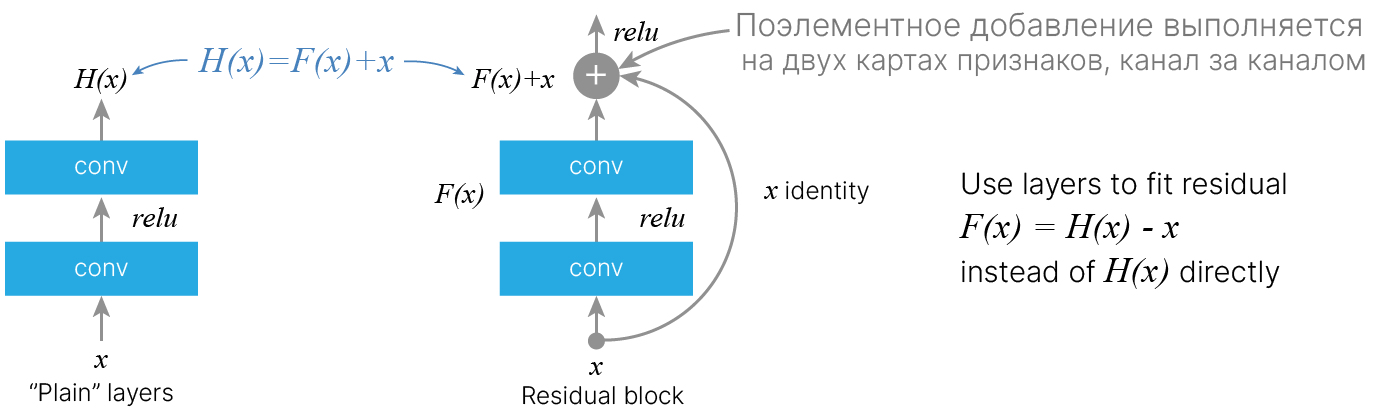 H(x)
conv
relu
conv
x
"Plain" layers
H(x)=F(x)+x
relu
F(x)+x
+
conv
F(x)
relu
conv
x identity
x
Residual block
Поэлементное добавление выполняется
на двух картах признаков, канал за каналом
Use layers to fit residual
F(x) = H(x) - x
instead of H(x) directly